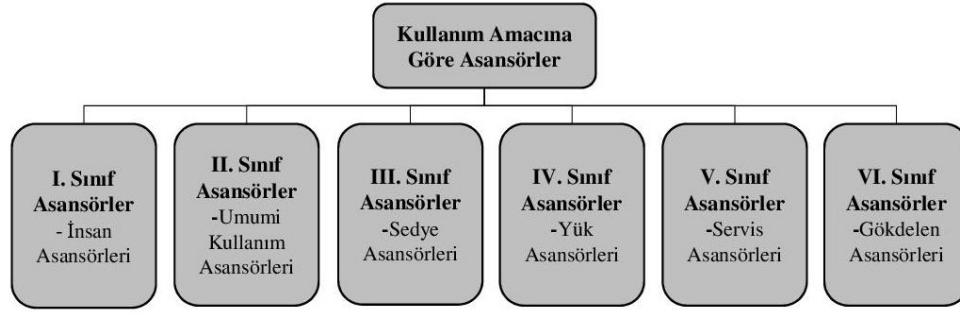 Kullanım Amacına
Göre Asansörler
I. Sınıf
Asansörler
- İnsan
Asansörleri
II. Sınıf
Asansörler
-Umumi
Kullanım
Asansörleri
III. Sınıf
Asansörler
-Sedye
Asansörleri
IV. Sınıf
Asansörler
-Yük
Asansörleri
V. Sınıf
Asansörler
-Servis
Asansörleri
VI. Sınıf
Asansörler
-Gökdelen
Asansörleri